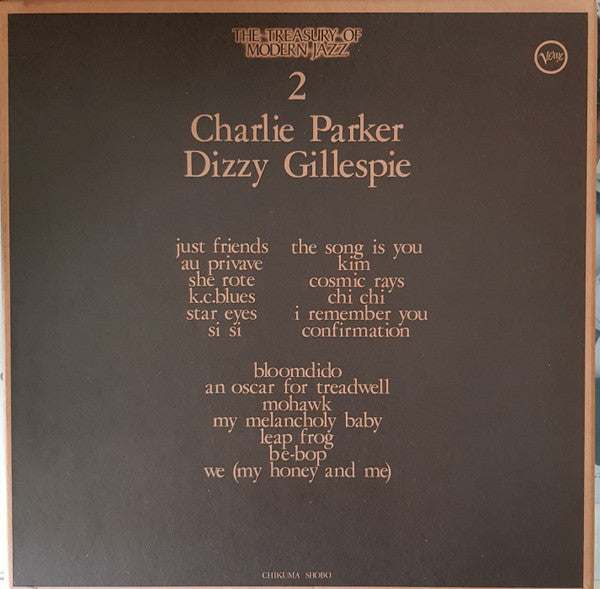 THE TREASURY OF
MODERN JAZZ
Verve
2
Charlie Parker
Dizzy Gillespie
just friends
au privave
she rote
k.c.blues
star eyes
si si
the song is you
kim
cosmic rays
chi chi
i remember you
confirmation
bloomdido
an oscar for treadwell
mohawk
my melancholy baby
leap frog
be-bop
we (my honey and me)
CHIKUMA SHOBO